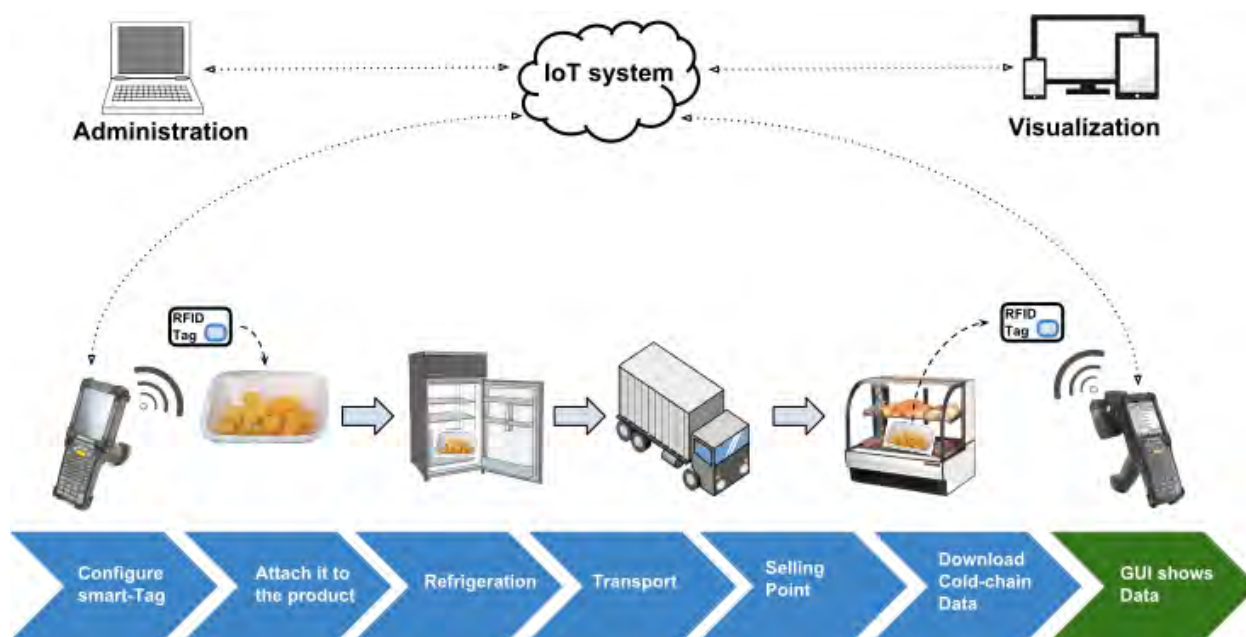 IoT system
Administration
Visualization
RFID
Tag
RFID
Tag
Configure
smart-Tag
Attach it to
the product
Refrigeration
Transport
Selling
Point
Download
Cold-chain
Data
GUI shows
Data